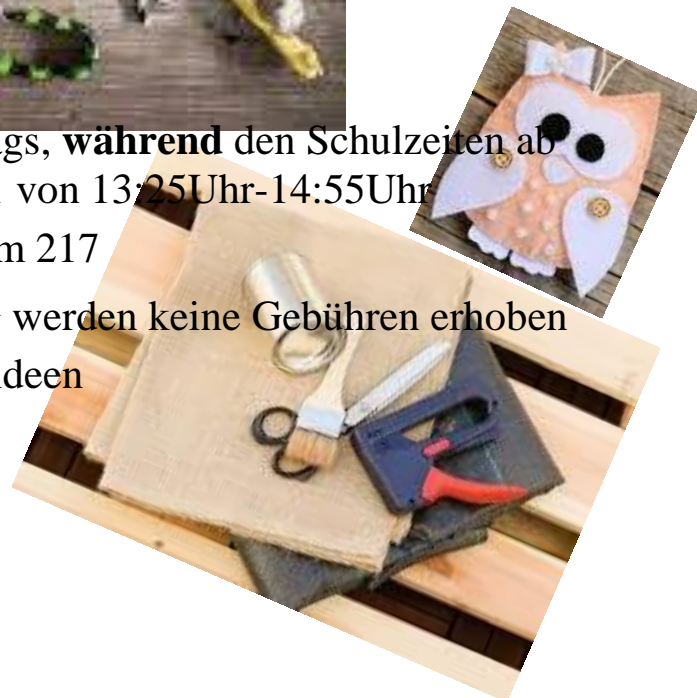 gs, während den Schulzeiten ab
von 13:25Uhr-14:55Uhr
m 217
werden keine Gebühren erhoben
deen